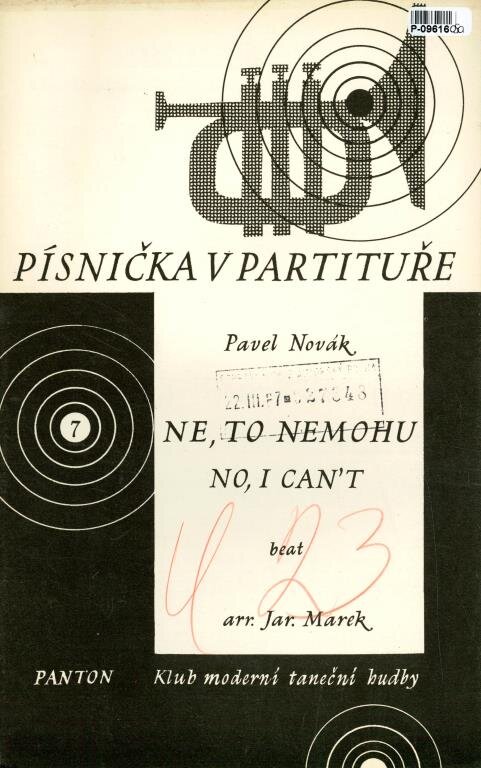 P-09616
PÍSNIČKA V PARTITUŘE
Pavel Novák
22.III.67
7
NE, TO NEMOHU
NO, I CAN'T
423
beat
arr. Jar. Marek
PANTON Klub moderní taneční hudby